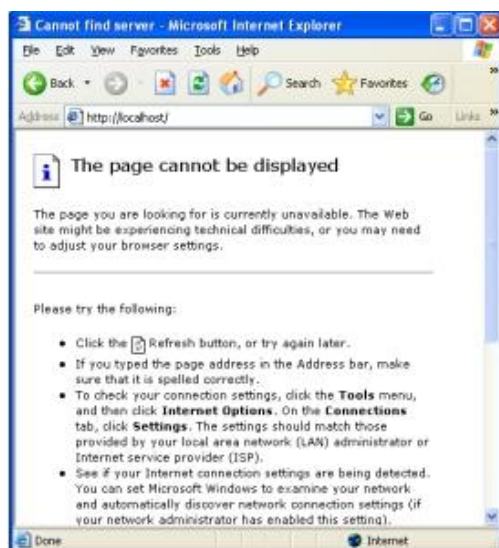 Cannot find server - Microsoft Internet Explorer
File Edit View Favorites Tools Help
Back Search Favorites
Address http://localhost/ Go Links
The page cannot be displayed
The page you are looking for is currently unavailable. The Web
site might be experiencing technical difficulties, or you may need
to adjust your browser settings.
Please try the following:
Click the Refresh button, or try again later.
If you typed the page address in the Address bar, make
sure that it is spelled correctly.
To check your connection settings, click the Tools menu,
and then click Internet Options. On the Connections
tab, click Settings. The settings should match those
provided by your local area network (LAN) administrator or
Internet service provider (ISP).
See if your Internet connection settings are being detected.
You can set Microsoft Windows to examine your network
and automatically discover network connection settings (if
your network administrator has enabled this setting).
Done Internet